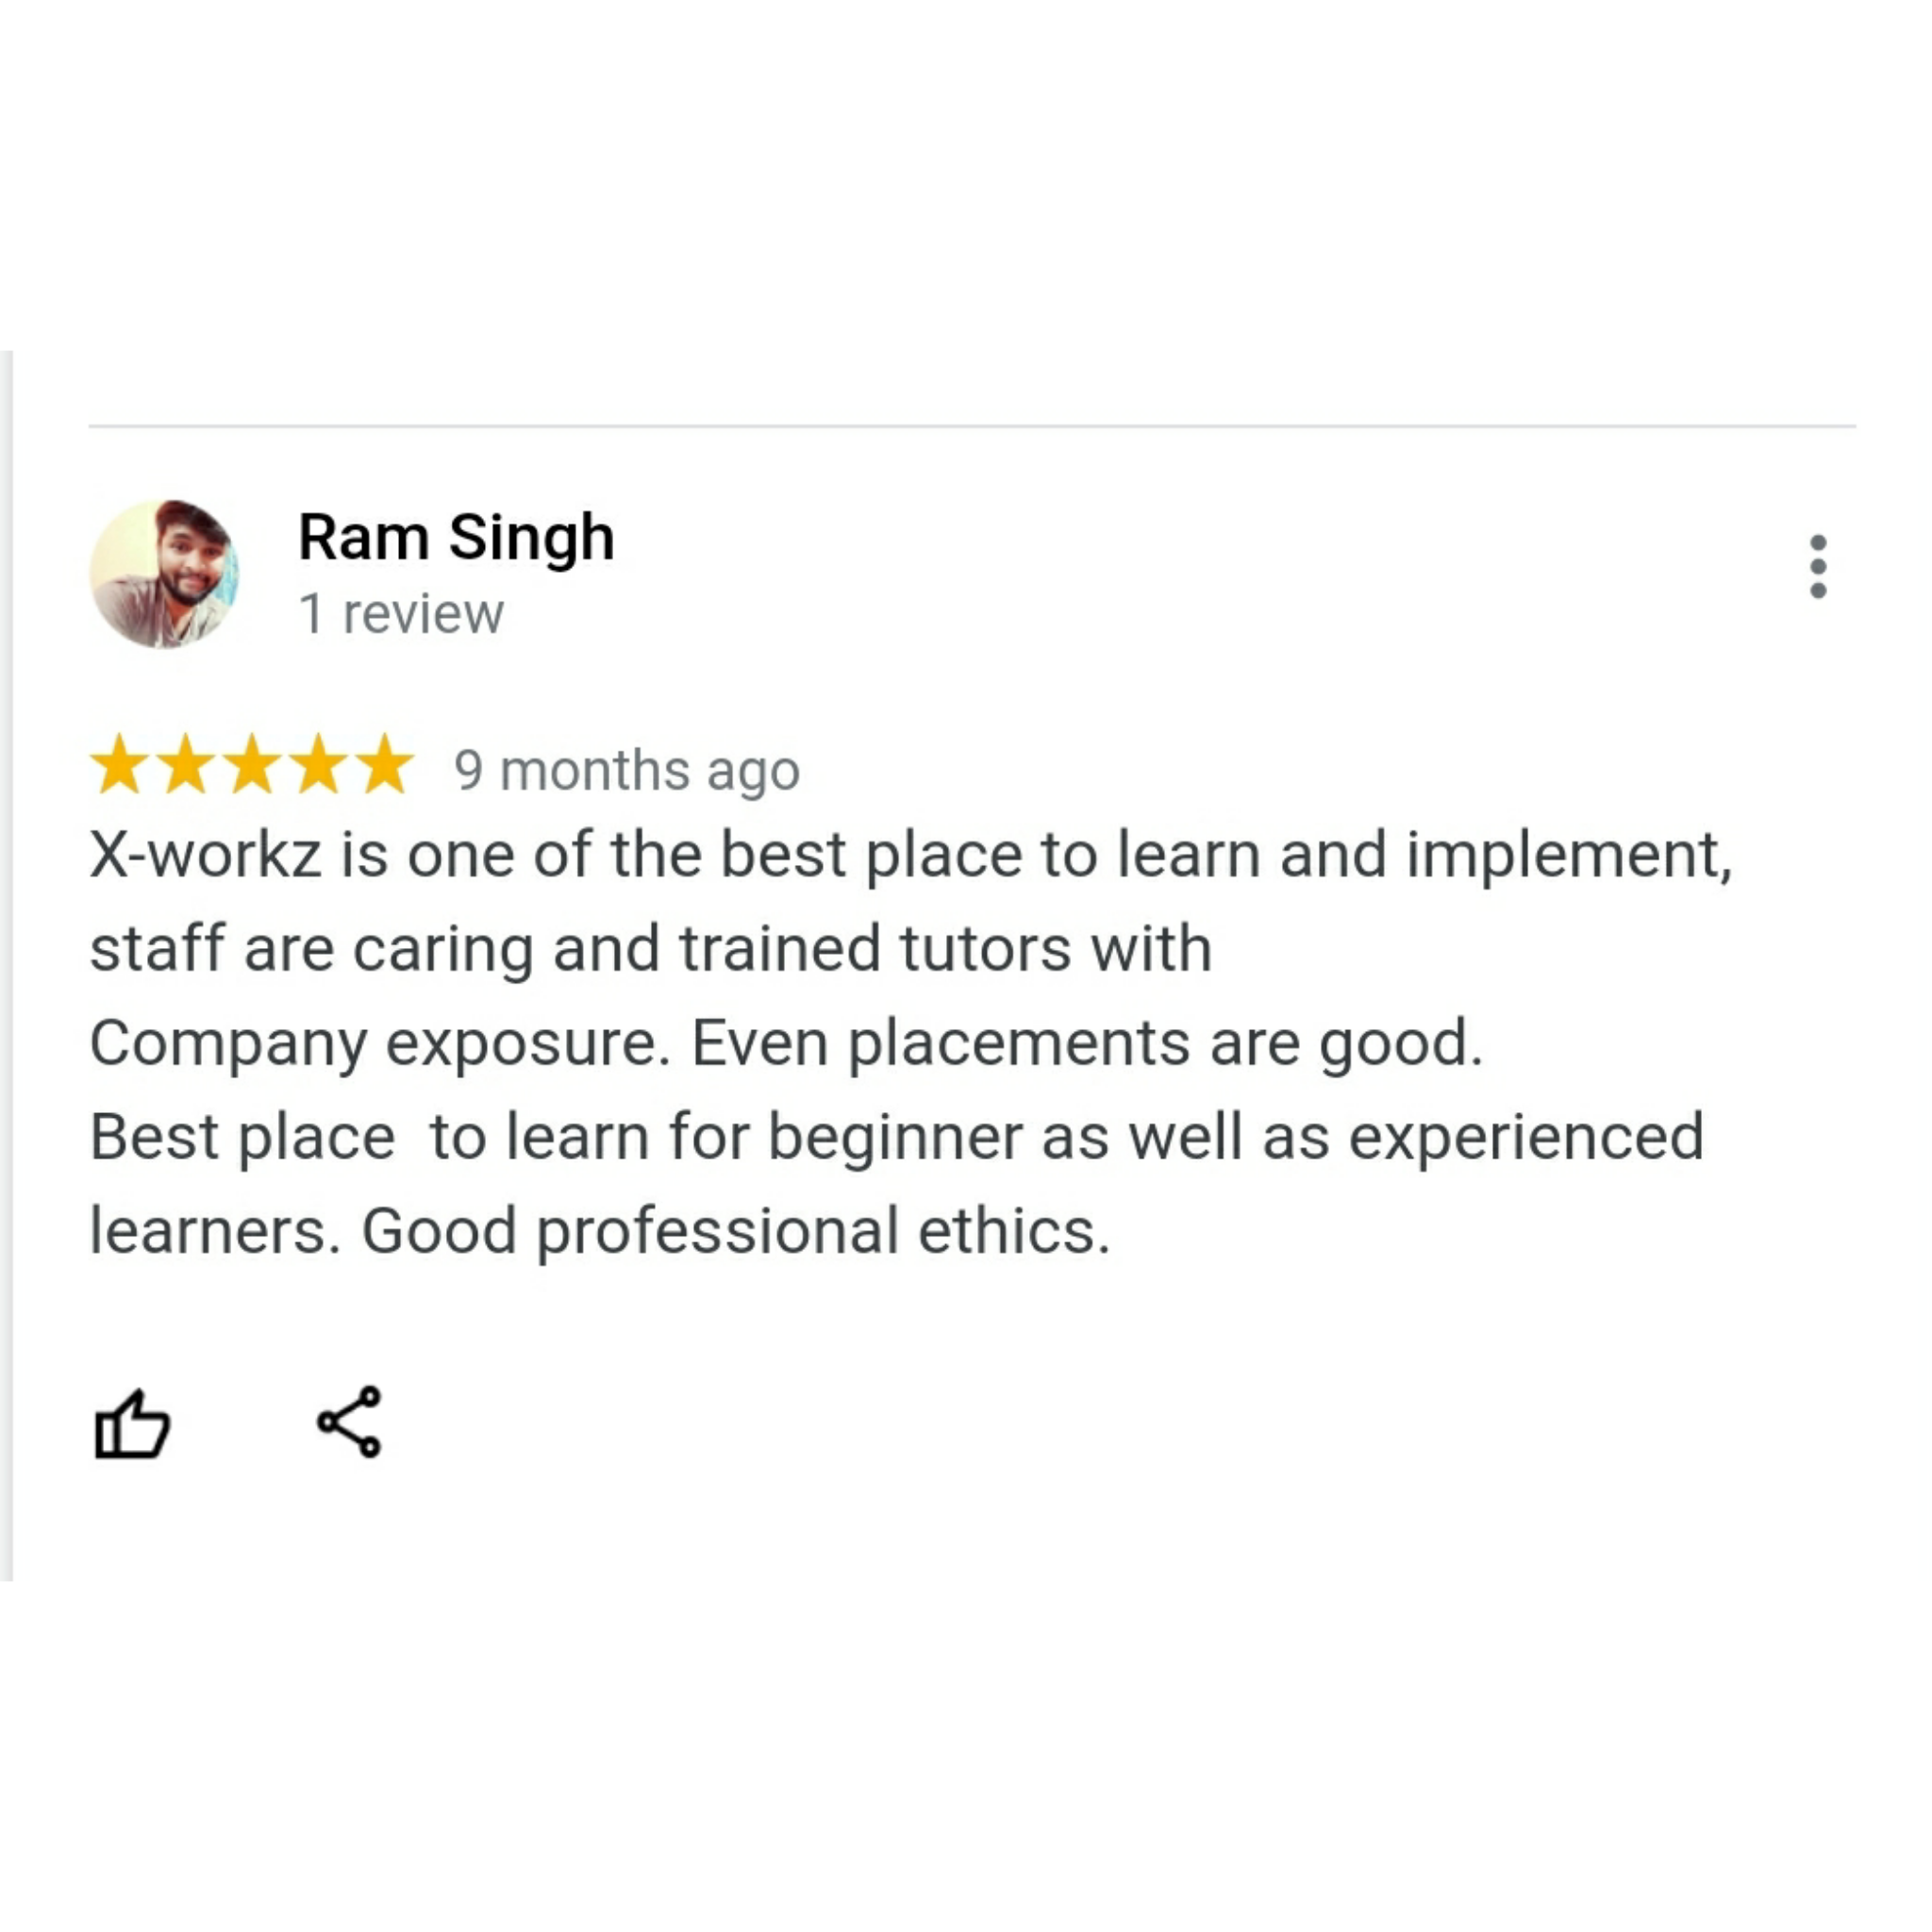 Ram Singh
1 review
9 months ago
X-workz is one of the best place to learn and implement,
staff are caring and trained tutors with
Company exposure. Even placements are good.
Best place  to learn for beginner as well as experienced
learners. Good professional ethics.